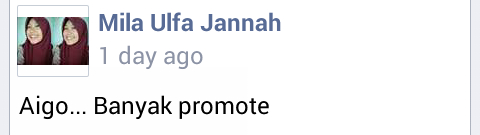 Mila Ulfa Jannah
1 day ago
Aigo... Banyak promote